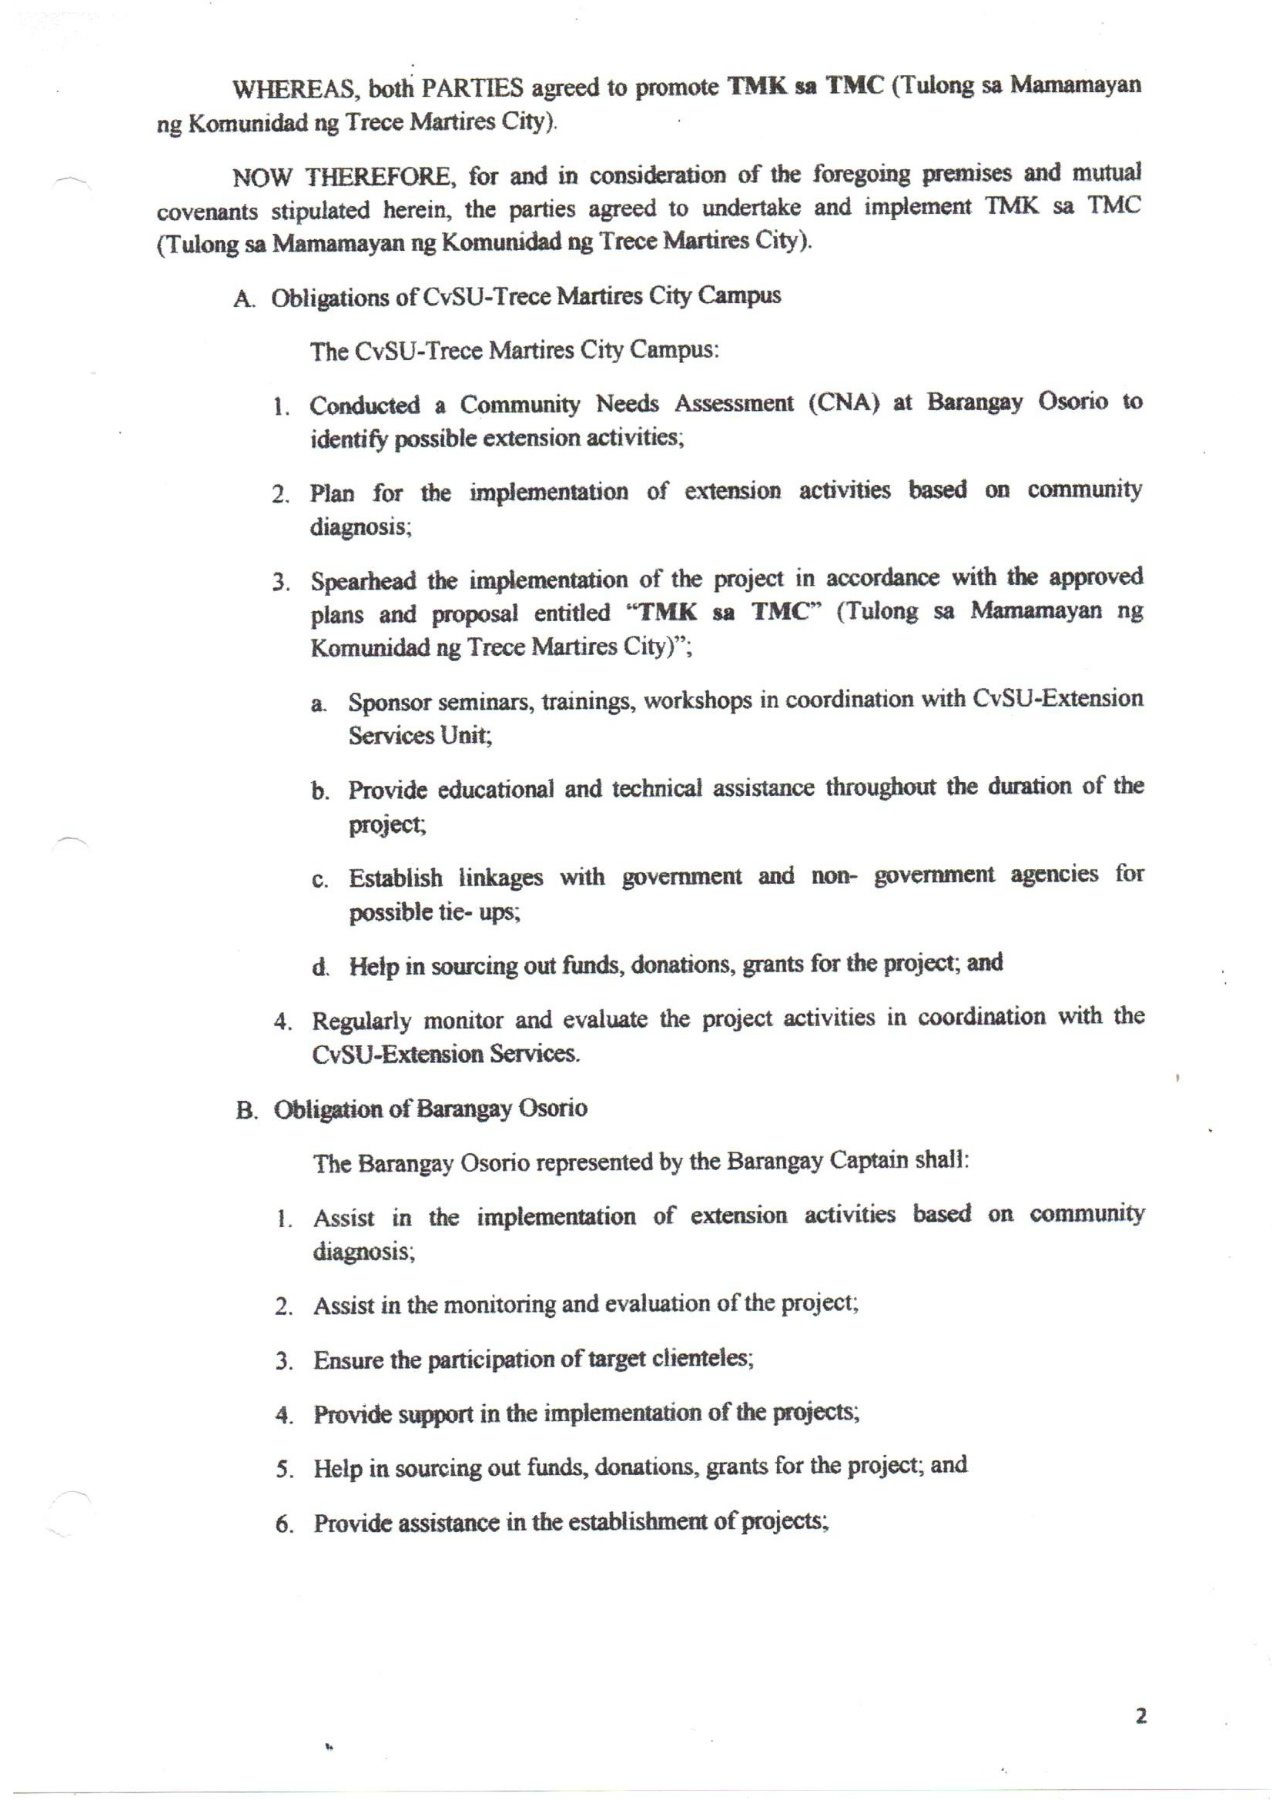 WHEREAS, both PARTIES agreed to promote TMK sa TMC (Tulong sa Mamamayan
ng Komunidad ng Trece Martires City).
NOW THEREFORE, for and in consideration of the foregoing premises and mutual
covenants stipulated herein, the parties agreed to undertake and implement TMK sa TMC
(Tulong sa Mamamayan ng Komunidad ng Trece Martires City).
A. Obligations of CvSU-Trece Martires City Campus
The CvSU-Trece Martires City Campus:
1. Conducted a Community Needs Assessment (CNA) at Barangay Osorio to
identify possible extension activities;
2. Plan for the implementation of extension activities based on community
diagnosis;
3. Spearhead the implementation of the project in accordance with the approved
plans and proposal entitled “TMK sa TMC” (Tulong sa Mamamayan ng
Komunidad ng Trece Martires City)”;
a. Sponsor seminars, trainings, workshops in coordination with CvSU-Extension
Services Unit;
b. Provide educational and technical assistance throughout the duration of the
project;
c. Establish linkages with government and non- government agencies for
possible tie- ups;
d. Help in sourcing out funds, donations, grants for the project; and
4. Regularly monitor and evaluate the project activities in coordination with the
CvSU-Extension Services.
B. Obligation of Barangay Osorio
The Barangay Osorio represented by the Barangay Captain shall:
1. Assist in the implementation of extension activities based on community
diagnosis;
2. Assist in the monitoring and evaluation of the project;
3. Ensure the participation of target clienteles;
4. Provide support in the implementation of the projects;
5. Help in sourcing out funds, donations, grants for the project; and
6. Provide assistance in the establishment of projects;
2